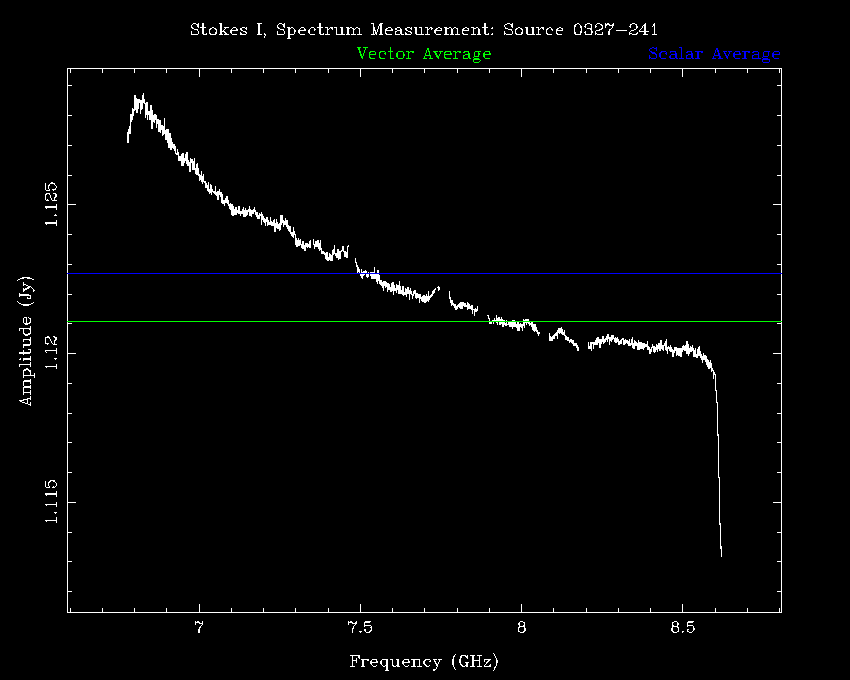 Stokes I, Spectrum Measurement: Source 0327−241
Vector Average
Scalar Average
1.125
1.12
1.115
Amplitude (Jy)
7
7.5
8
8.5
Frequency (GHz)